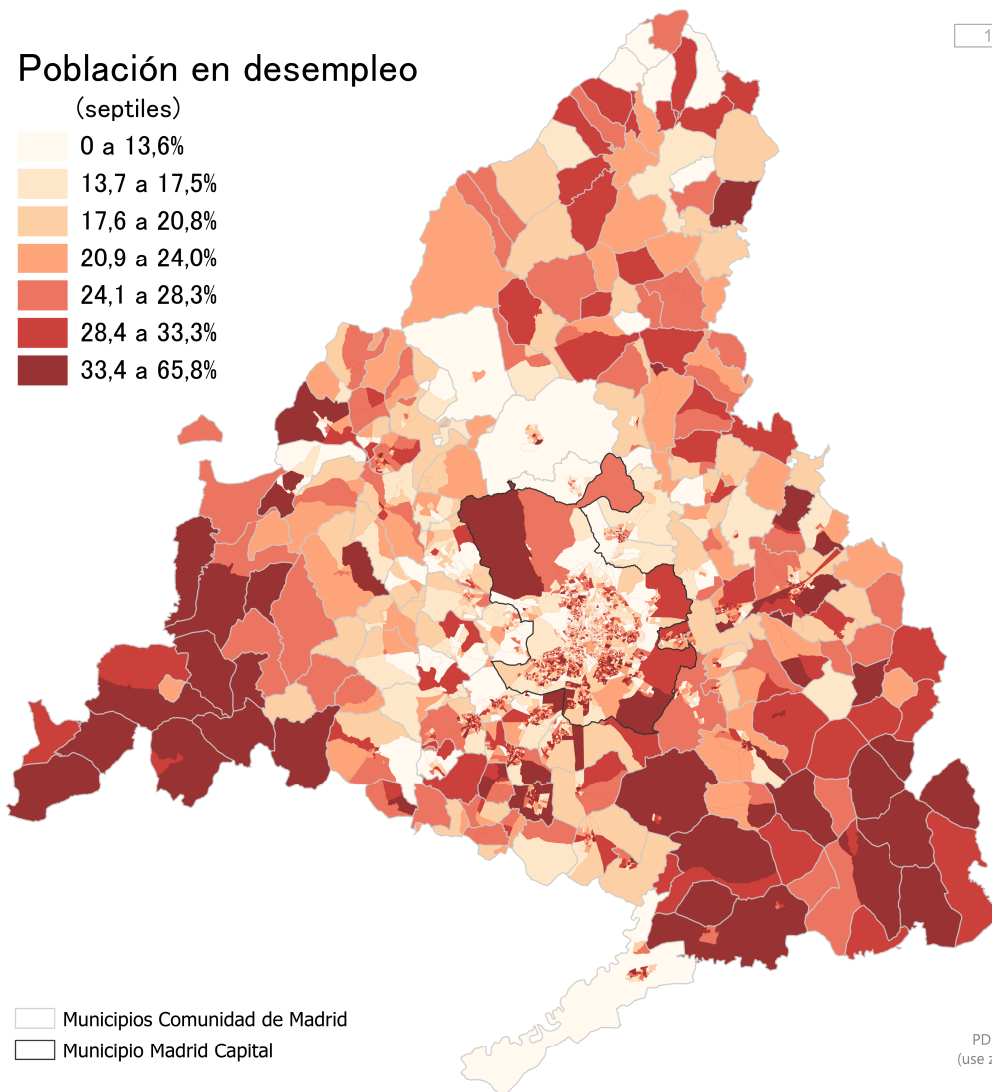 Población en desempleo
(septiles)
0 a 13,6%
13,7 a 17,5%
17,6 a 20,8%
20,9 a 24,0%
24,1 a 28,3%
28,4 a 33,3%
33,4 a 65,8%
1
Municipios Comunidad de Madrid
Municipio Madrid Capital
PD
(use z